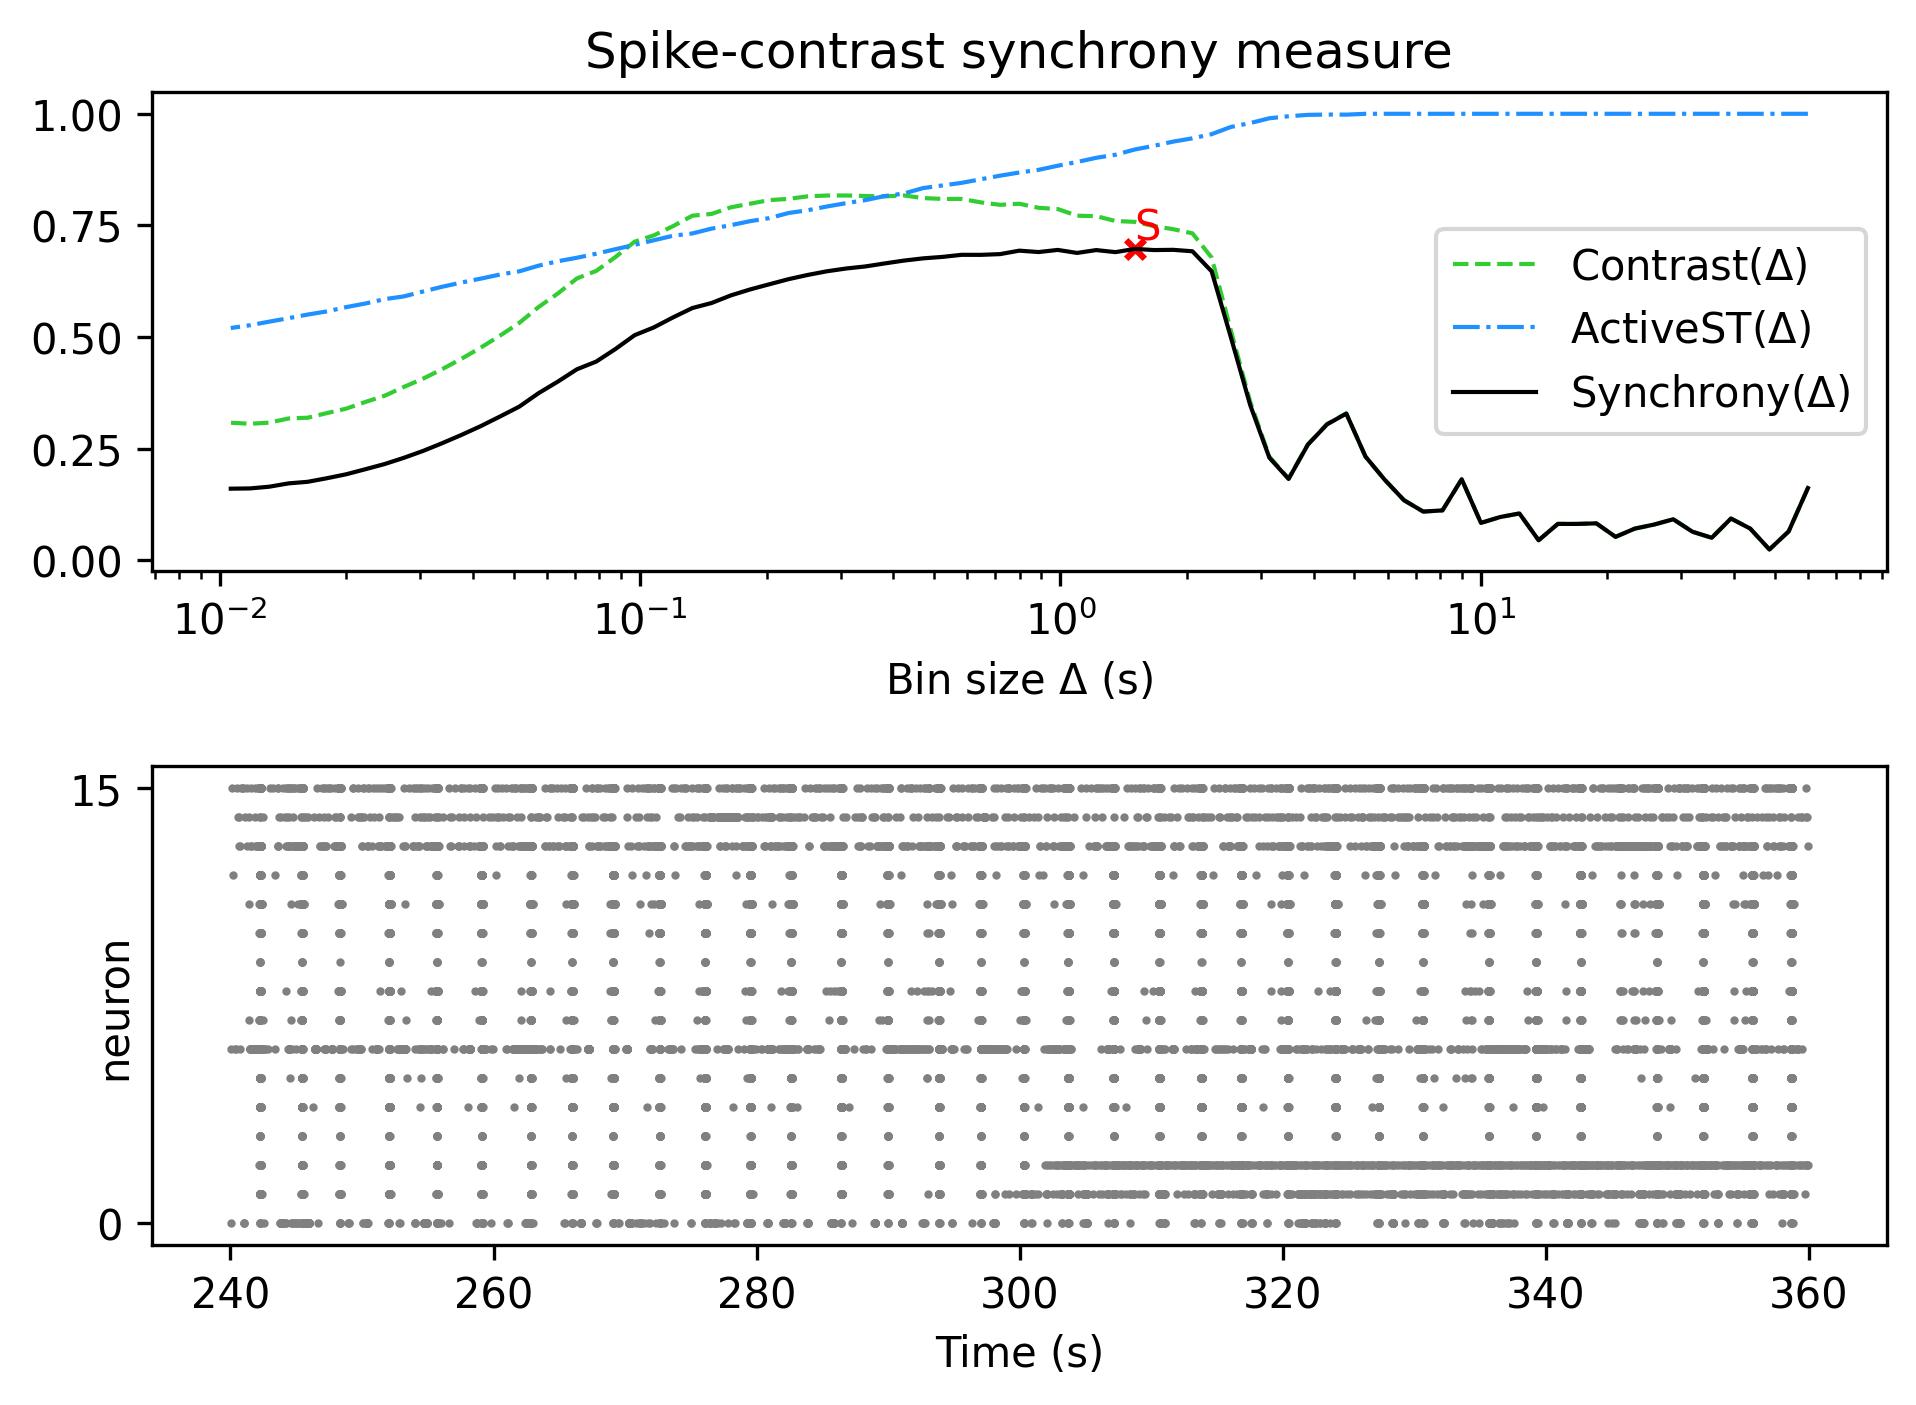 Spike-contrast synchrony measure
1.00
0.75
0.50
0.25
0.00
S
Contrast(Δ)
ActiveST(Δ)
Synchrony(Δ)
10⁻² 10⁻¹ 10⁰ 10¹
Bin size Δ (s)
15
neuron
0
240 260 280 300 320 340 360
Time (s)